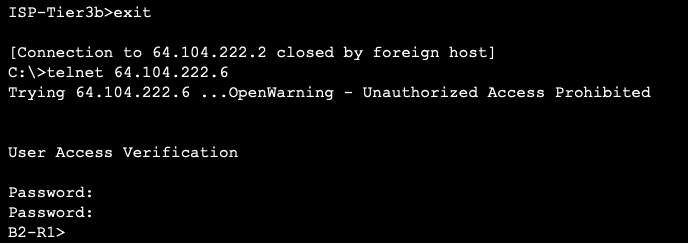 ISP-Tier3b>exit
[Connection to 64.104.222.2 closed by foreign host]
C:\>telnet 64.104.222.6
Trying 64.104.222.6 ...OpenWarning - Unauthorized Access Prohibited
User Access Verification
Password:
Password:
B2-R1>